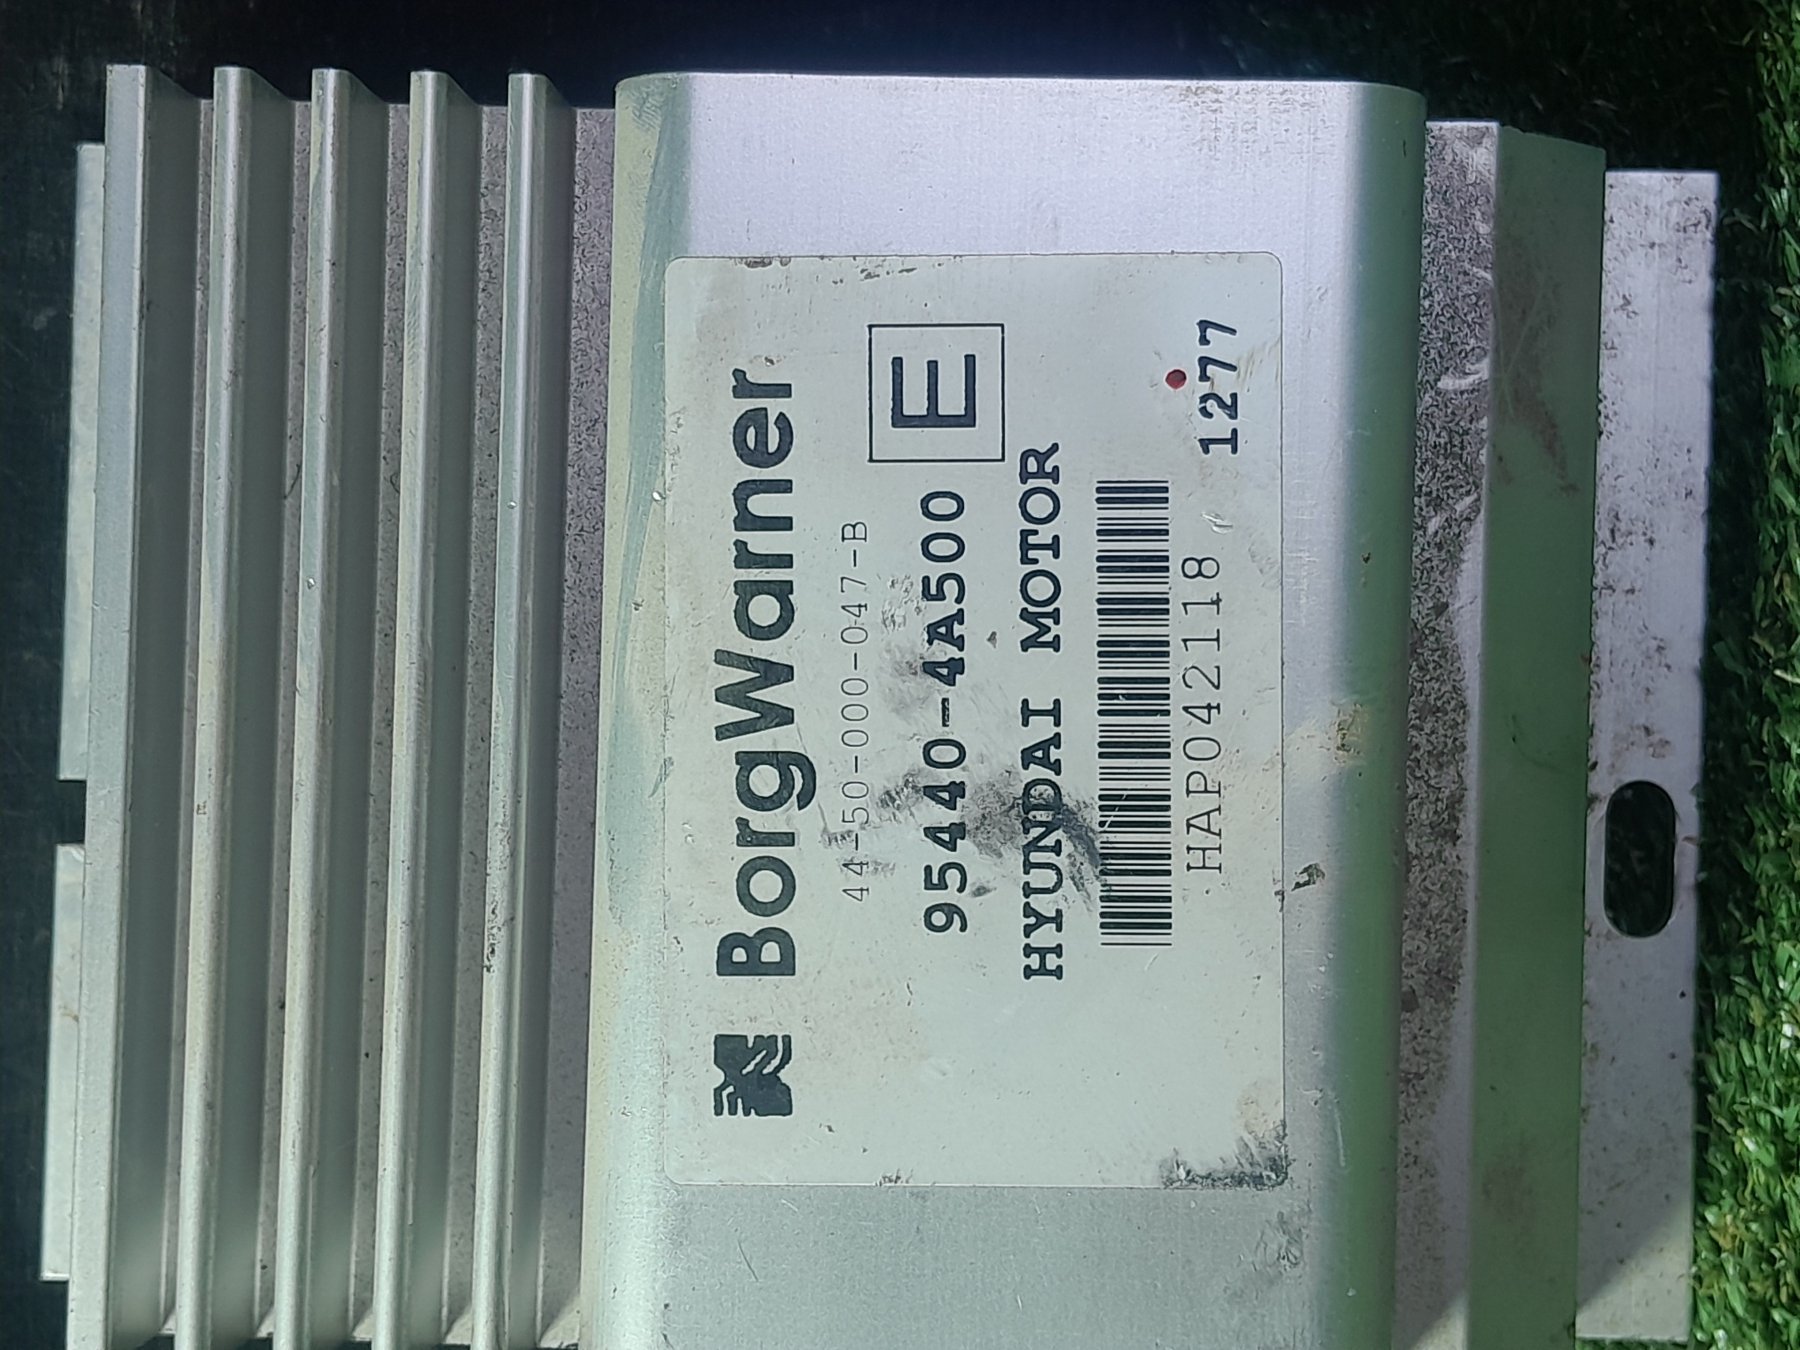 BorgWarner
44-50-000-047-B
95440-4A500 E
HYUNDAI MOTOR
HAP042118 1277